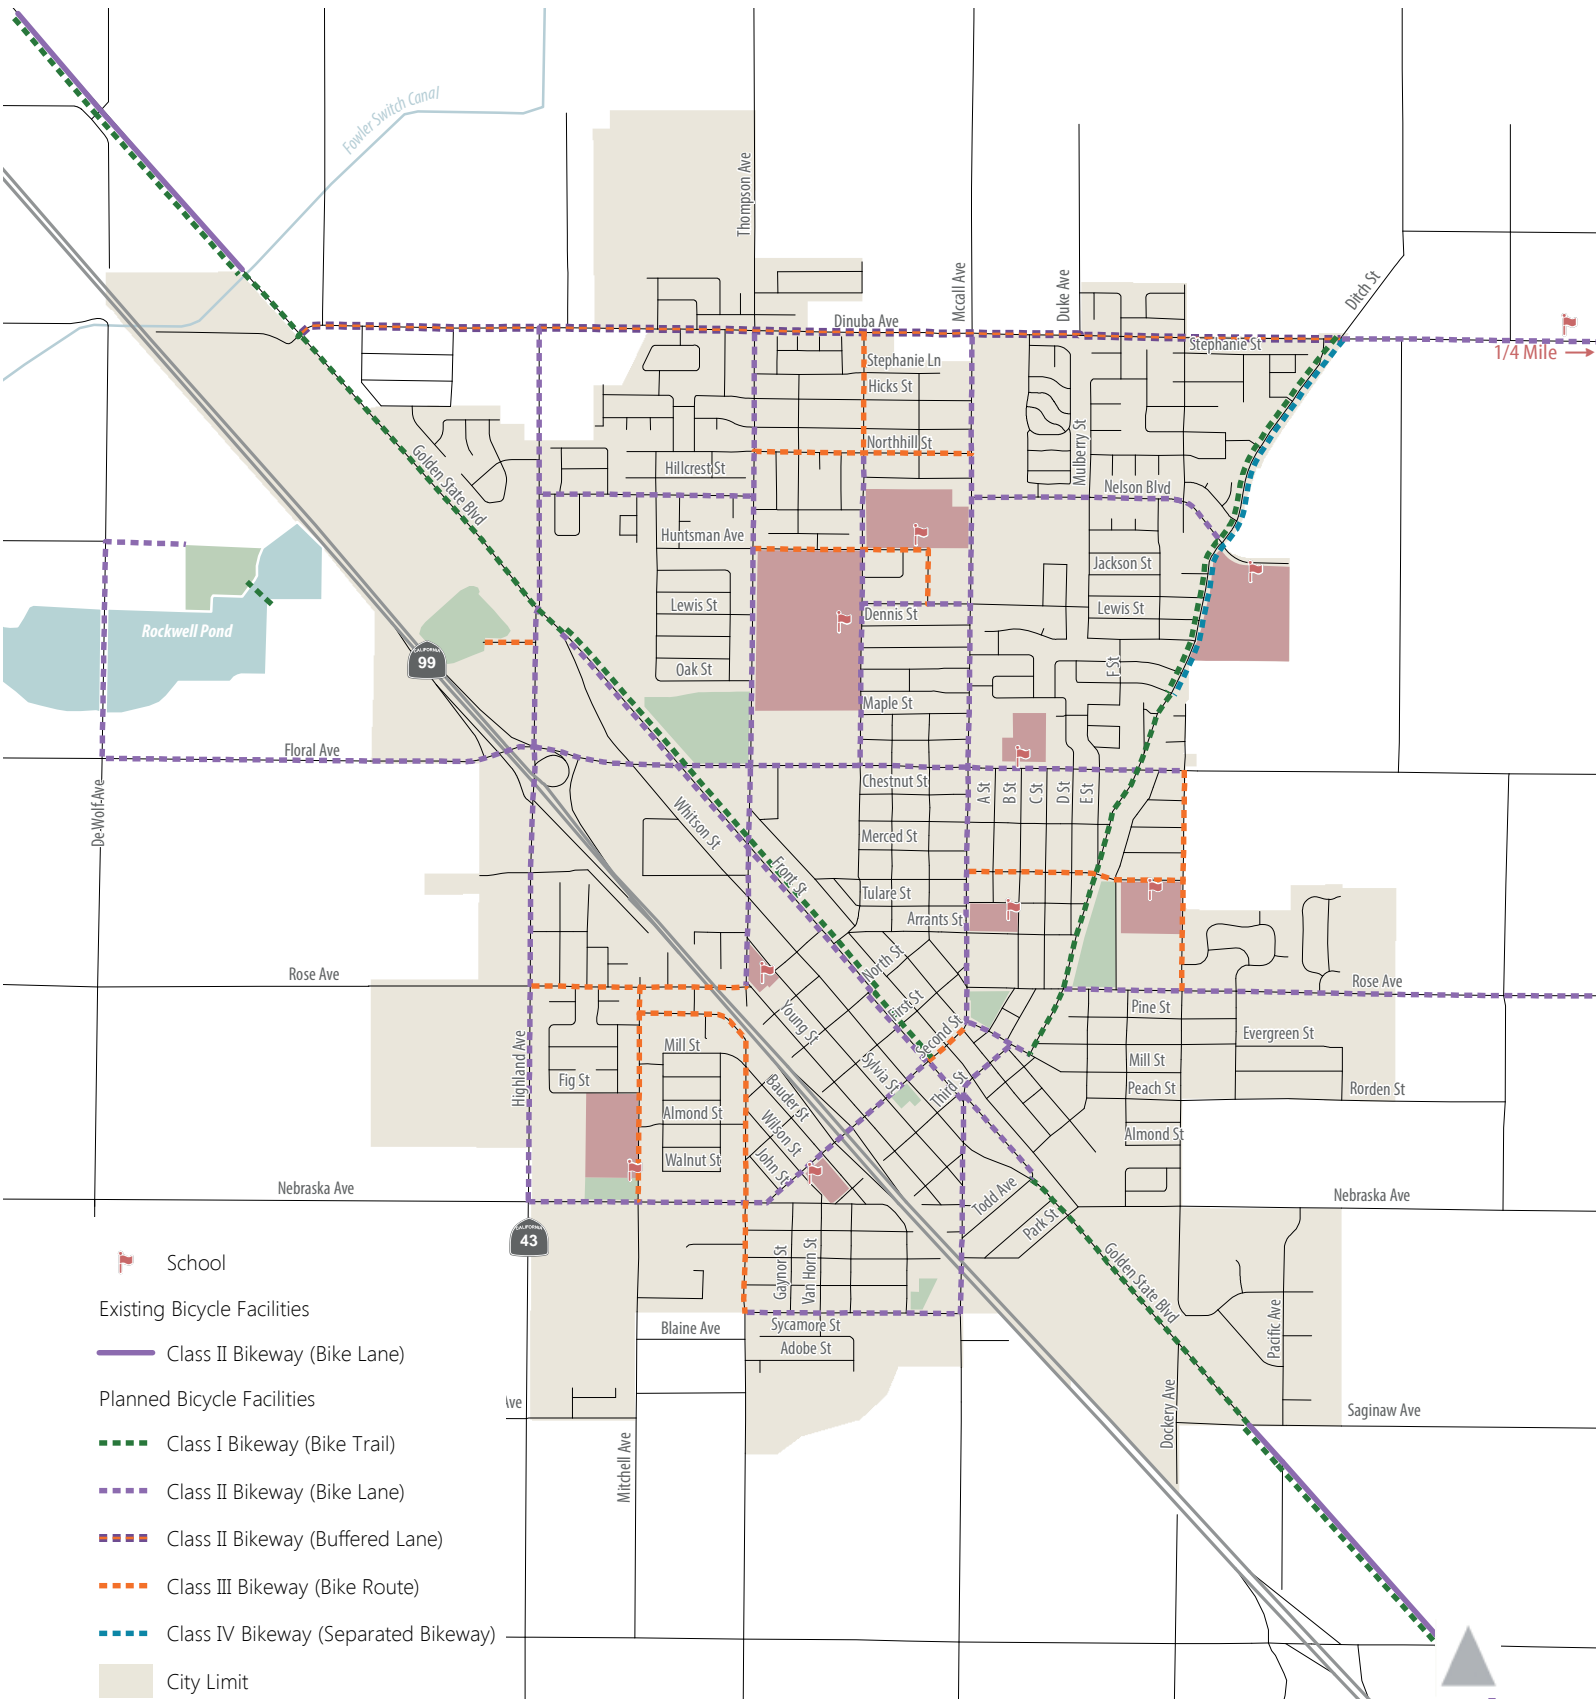 Fowler Switch Canal
Thompson Ave
Mccall Ave
Duke Ave
Ditch St
Dinuba Ave
Stephanie St
1/4 Mile
Stephanie Ln
Hicks St
Northhill St
Mulberry St
Golden State Blvd
Hillcrest St
Nelson Blvd
Huntsman Ave
Jackson St
Lewis St
Dennis St
Lewis St
Rockwell Pond
CALIFORNIA
99
Oak St
F St
Maple St
Floral Ave
De-Wolf-Ave
Whitson St
Chestnut St
A St
B St
C St
D St
E St
Merced St
Front St
Tulare St
Arrants St
North St
Rose Ave
Rose Ave
First St
Young St
Pine St
Second St
Evergreen St
Highland Ave
Mill St
Sylvia St
Mill St
Fig St
Third St
Peach St
Rorden St
Bauder St
Almond St
Wilson St
Almond St
Walnut St
John St
Nebraska Ave
Todd Ave
Nebraska Ave
Park St
CALIFORNIA
43
Gaynor St
Van Horn St
Golden State Blvd
Pacific Ave
Blaine Ave
Sycamore St
Adobe St
Ave
Dockery Ave
Saginaw Ave
Mitchell Ave
School
Existing Bicycle Facilities
Class II Bikeway (Bike Lane)
Planned Bicycle Facilities
Class I Bikeway (Bike Trail)
Class II Bikeway (Bike Lane)
Class II Bikeway (Buffered Lane)
Class III Bikeway (Bike Route)
Class IV Bikeway (Separated Bikeway)
City Limit